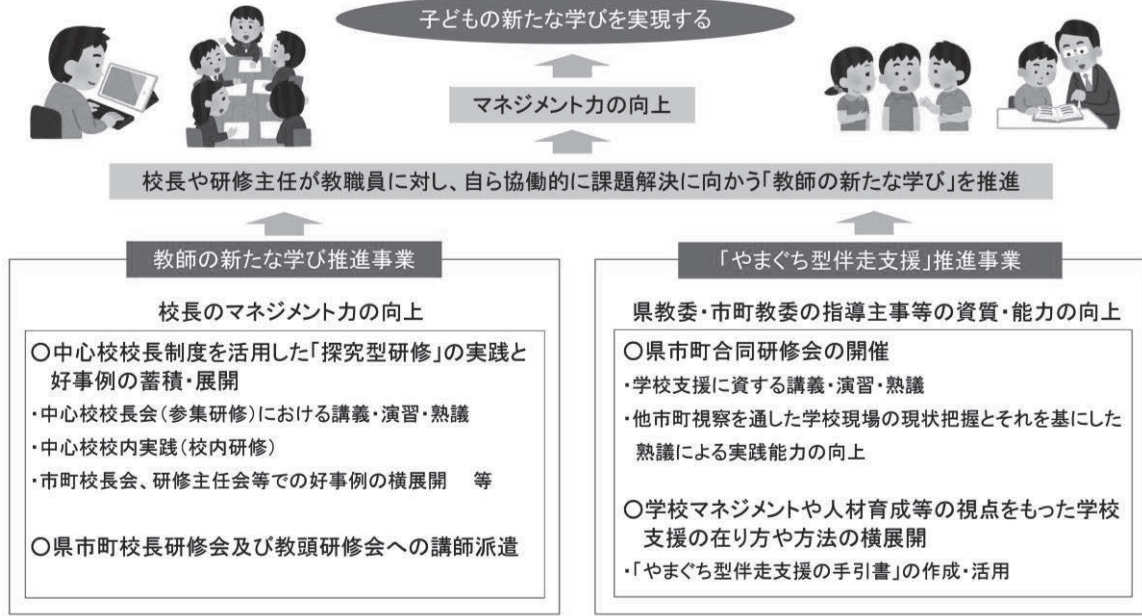 子どもの新たな学びを実現する
マネジメント力の向上
校長や研修主任が教職員に対し、自ら協働的に課題解決に向かう「教師の新たな学び」を推進
教師の新たな学び推進事業
校長のマネジメント力の向上
〇中心校校長制度を活用した「探究型研修」の実践と
好事例の蓄積・展開
・中心校校長会(参集研修)における講義・演習・熟議
・中心校校内実践(校内研修)
・市町校長会、研修主任会等での好事例の横展開　等
〇県市町校長研修会及び教頭研修会への講師派遣
「やまぐち型伴走支援」推進事業
県教委・市町教委の指導主事等の資質・能力の向上
〇県市町合同研修会の開催
・学校支援に資する講義・演習・熟議
・他市町視察を通した学校現場の現状把握とそれを基にした
熟議による実践能力の向上
〇学校マネジメントや人材育成等の視点をもった学校
支援の在り方や方法の横展開
・「やまぐち型伴走支援の手引書」の作成・活用